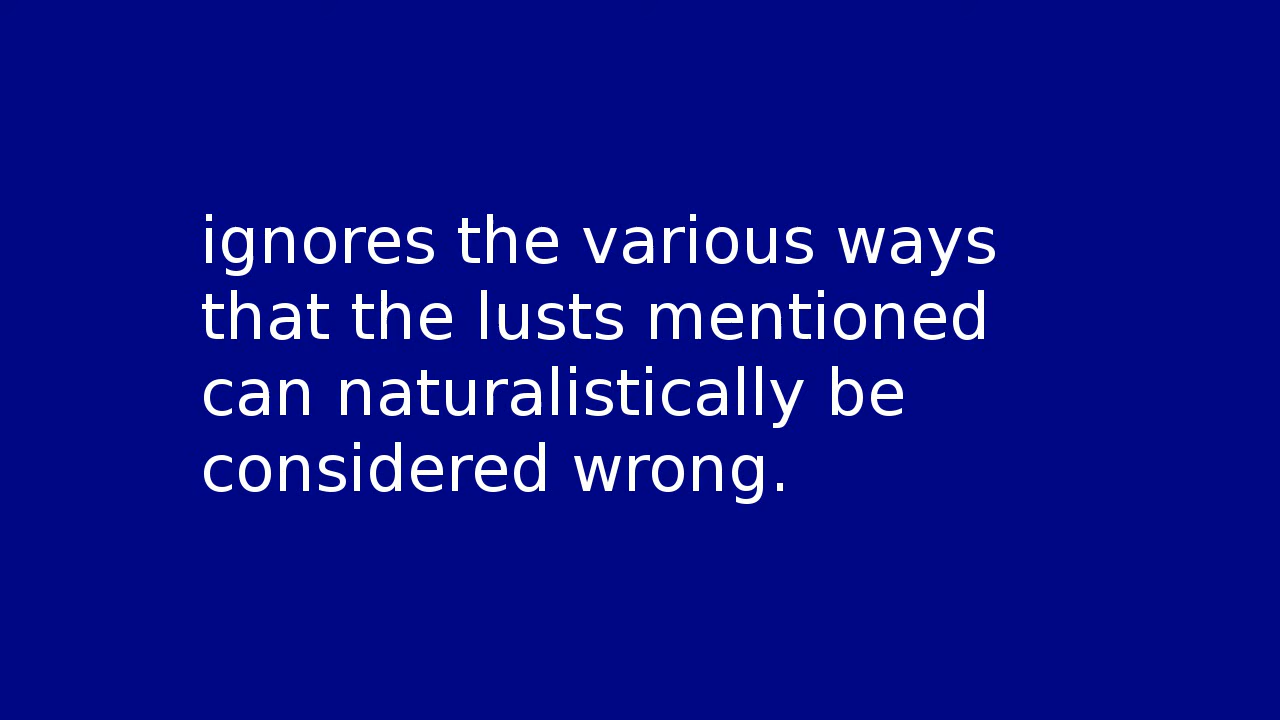 ignores the various ways
that the lusts mentioned
can naturalistically be
considered wrong.